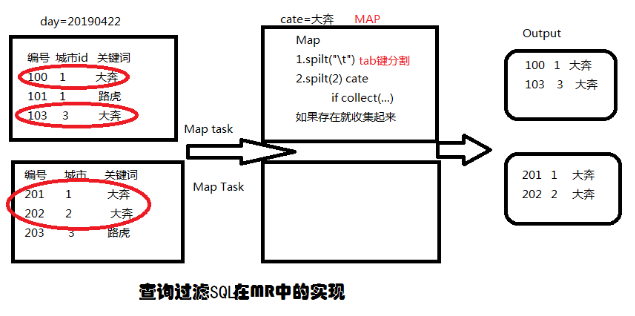 day=20190422
编号 城市id 关键词
100 1 大奔
101 1 路虎
103 3 大奔
编号 城市 关键词
201 1 大奔
202 2 大奔
203 3 路虎
Map task
Map Task
cate=大奔 MAP
Map
1.spilt("\t") tab键分割
2.spilt(2) cate
if collect(...)
如果存在就收集起来
Output
100 1 大奔
103 3 大奔
201 1 大奔
202 2 大奔
查询过滤SQL在MR中的实现